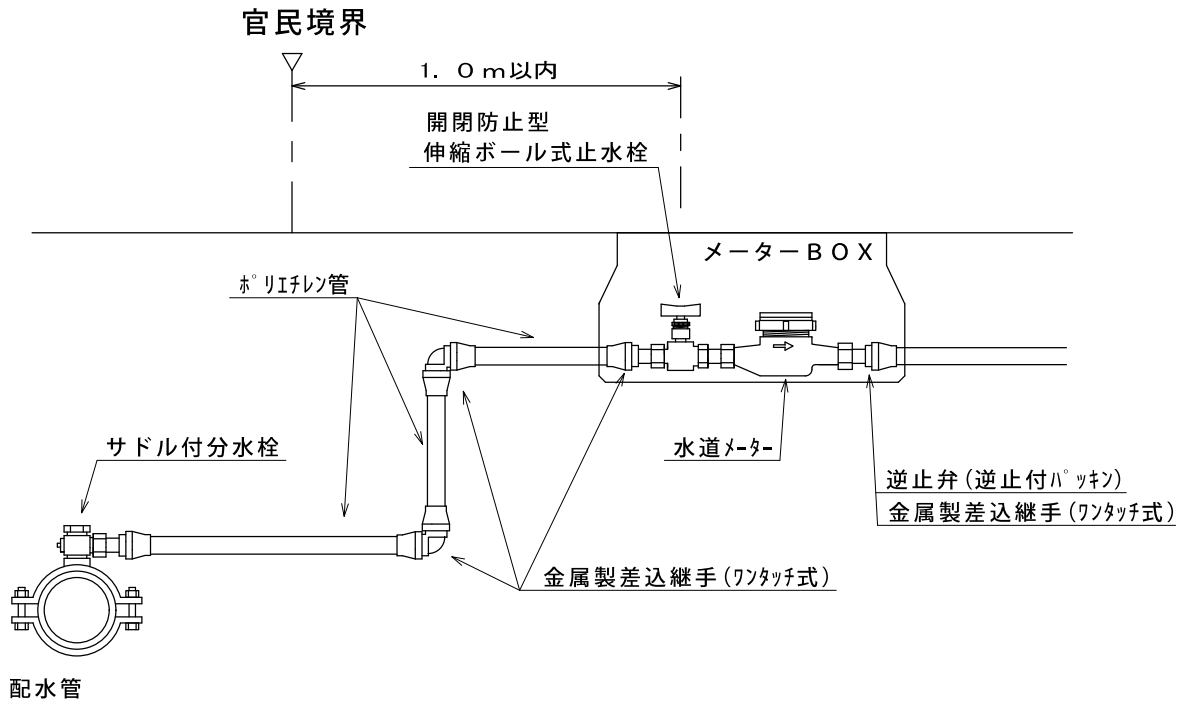 官民境界
1. 0m以内
開閉防止型
伸縮ボール式止水栓
メーターBOX
ﾎﾟﾘｴﾁﾚﾝ管
サドル付分水栓
水道ﾒｰﾀｰ
逆止弁(逆止付ﾊﾟｯｷﾝ)
金属製差込継手(ﾜﾝﾀｯﾁ式)
金属製差込継手(ﾜﾝﾀｯﾁ式)
配水管